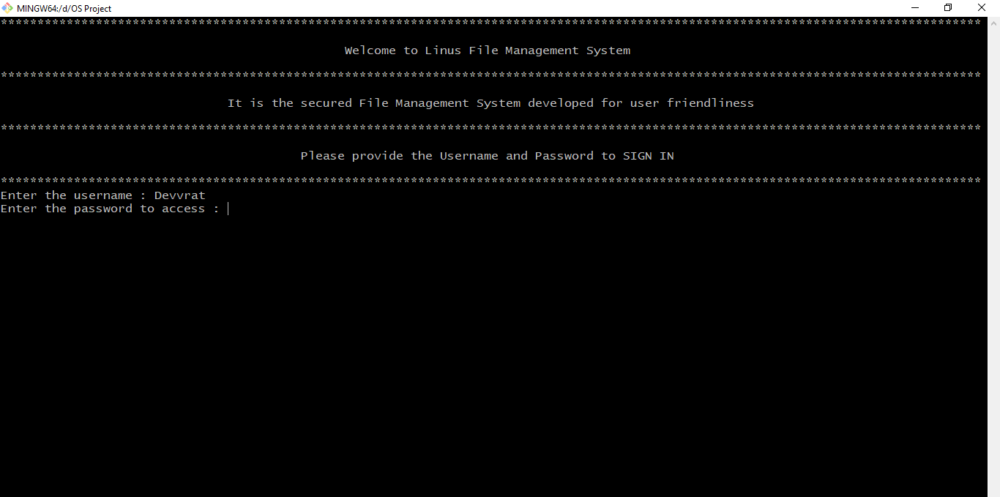 MINGW64:/d/OS Project
**************************************************************************************************************************************
Welcome to Linus File Management System
**************************************************************************************************************************************
It is the secured File Management System developed for user friendliness
**************************************************************************************************************************************
Please provide the Username and Password to SIGN IN
**************************************************************************************************************************************
Enter the username : Devvrat
Enter the password to access :